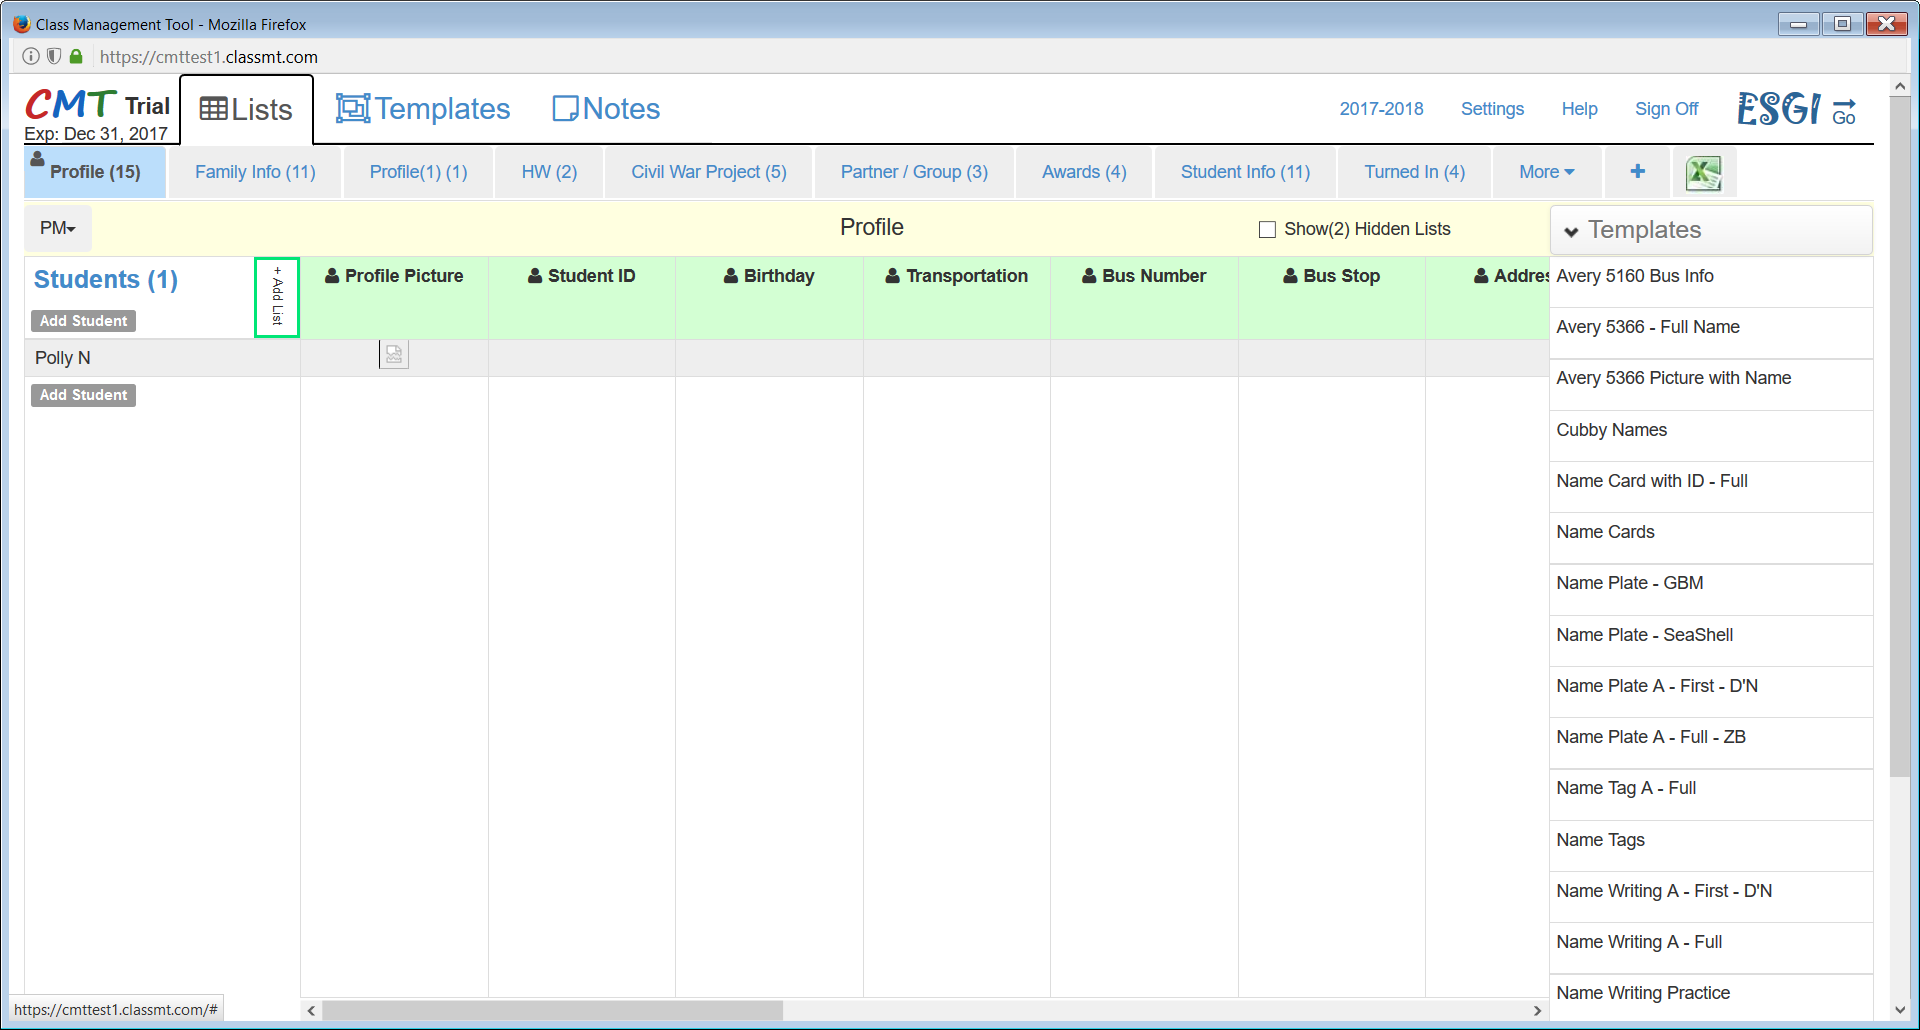 Class Management Tool - Mozilla Firefox
https://cmttest1.classmt.com
CMT Trial
Exp: Dec 31, 2017
Lists
Templates
Notes
2017-2018
Settings
Help
Sign Off
ESGI
Go
Profile (15)
Family Info (11)
Profile(1) (1)
HW (2)
Civil War Project (5)
Partner / Group (3)
Awards (4)
Student Info (11)
Turned In (4)
More
+
PM
Profile
Show(2) Hidden Lists
Templates
Students (1)
+ Add List
Profile Picture
Student ID
Birthday
Transportation
Bus Number
Bus Stop
Addres
Add Student
Polly N
Add Student
Avery 5160 Bus Info
Avery 5366 - Full Name
Avery 5366 Picture with Name
Cubby Names
Name Card with ID - Full
Name Cards
Name Plate - GBM
Name Plate - SeaShell
Name Plate A - First - D'N
Name Plate A - Full - ZB
Name Tag A - Full
Name Tags
Name Writing A - First - D'N
Name Writing A - Full
Name Writing Practice
https://cmttest1.classmt.com/#